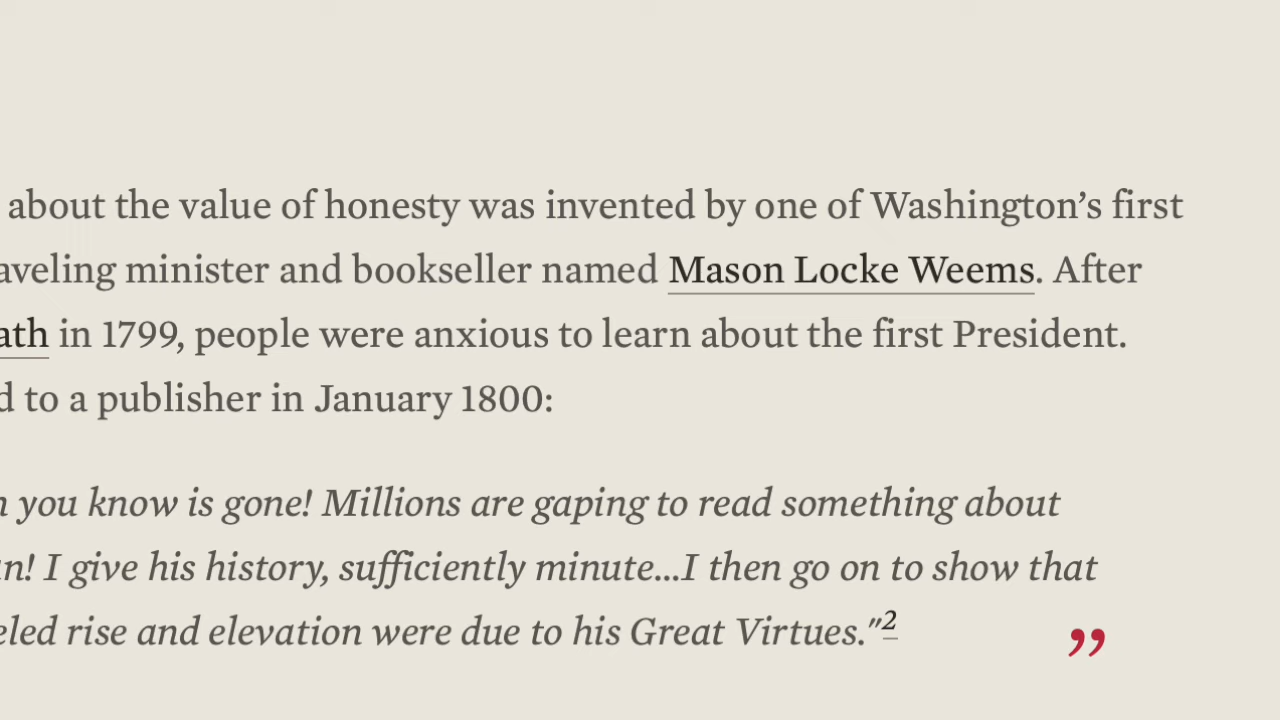 about the value of honesty was invented by one of Washington’s first
aveling minister and bookseller named Mason Locke Weems. After
ath in 1799, people were anxious to learn about the first President.
d to a publisher in January 1800:
you know is gone! Millions are gaping to read something about
n! I give his history, sufficiently minute...I then go on to show that
eled rise and elevation were due to his Great Virtues."2
”